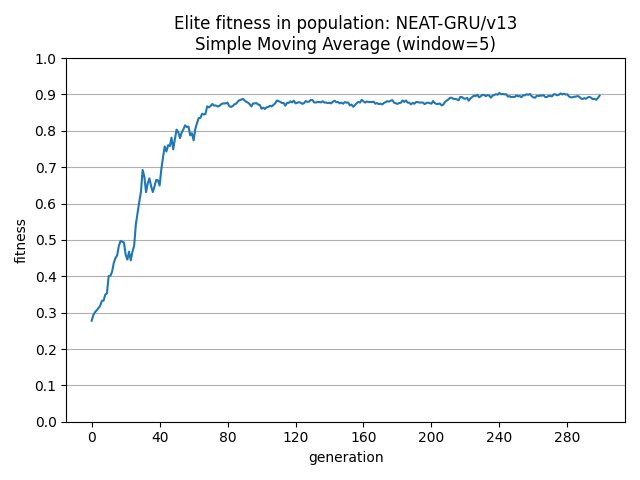 Elite fitness in population: NEAT-GRU/v13
Simple Moving Average (window=5)
fitness
1.0
0.9
0.8
0.7
0.6
0.5
0.4
0.3
0.2
0.1
0.0
0 40 80 120 160 200 240 280
generation